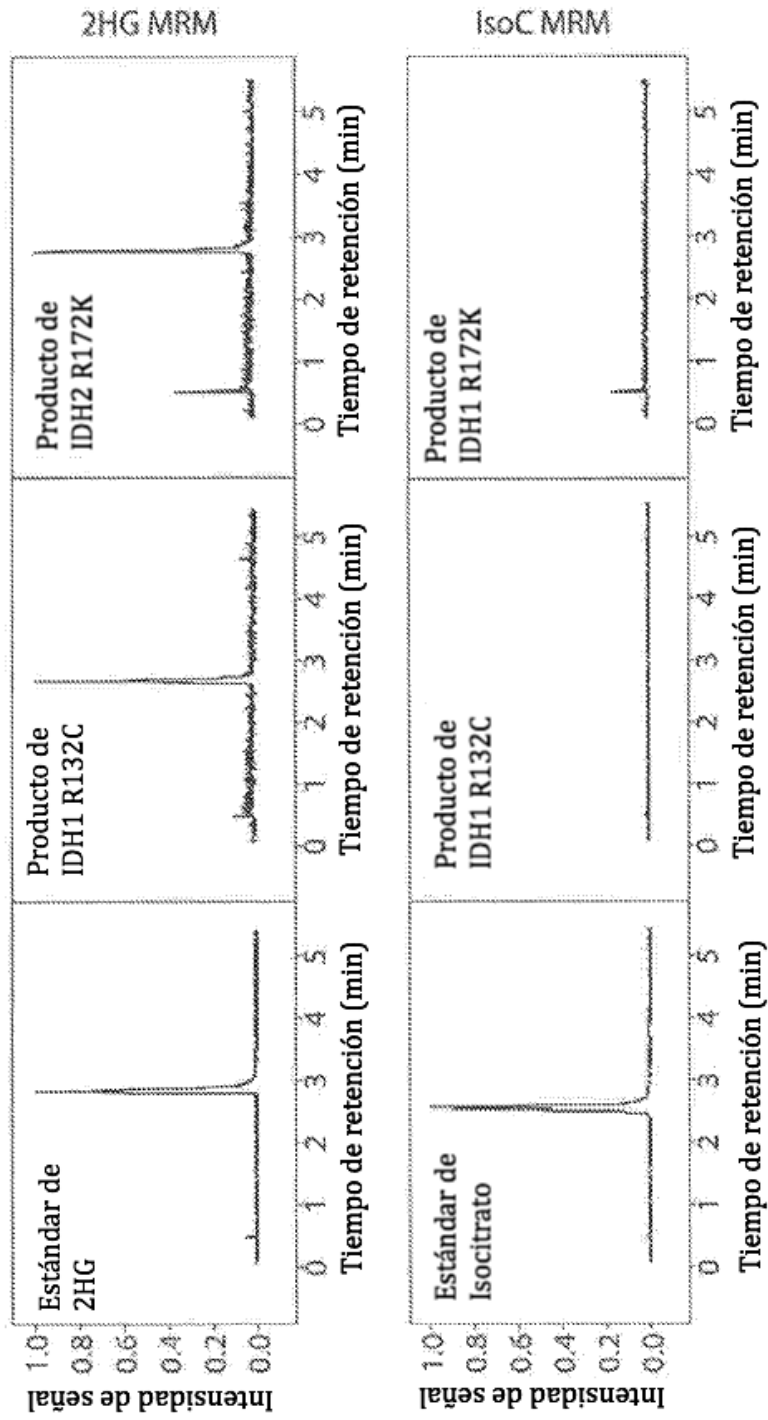 2HG MRM
Intensidad de señal
1.0
0.8
0.6
0.4
0.2
0.0
Estándar de
2HG
0 1 2 3 4 5
Tiempo de retención (min)
Producto de
IDH1 R132C
0 1 2 3 4 5
Tiempo de retención (min)
Producto de
IDH2 R172K
0 1 2 3 4 5
Tiempo de retención (min)
IsoC MRM
Intensidad de señal
1.0
0.8
0.6
0.4
0.2
0.0
Estándar de
Isocitrato
0 1 2 3 4 5
Tiempo de retención (min)
Producto de
IDH1 R132C
0 1 2 3 4 5
Tiempo de retención (min)
Producto de
IDH1 R172K
0 1 2 3 4 5
Tiempo de retención (min)